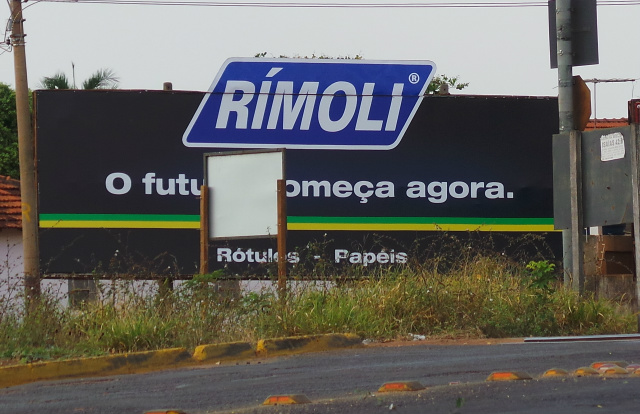 RÍMOLI®
O futu omeça agora.
Rótulos - Papéis